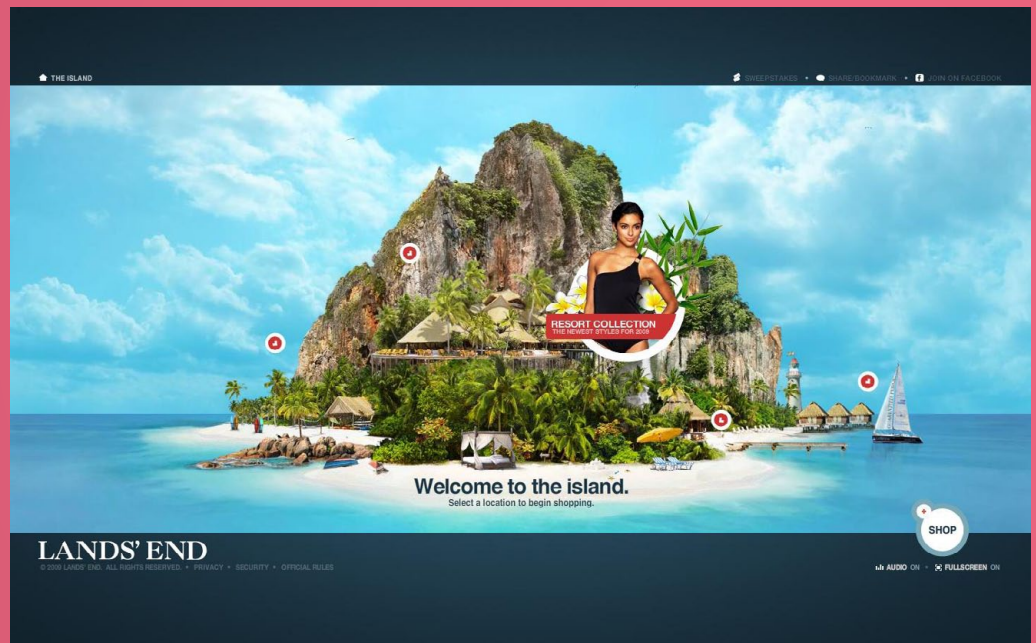 THE ISLAND
SWEEPSTAKES • SHARE/BOOKMARK • JOIN ON FACEBOOK
RESORT COLLECTION
THE NEWEST STYLES FOR 2009
Welcome to the island.
Select a location to begin shopping.
SHOP
LANDS' END
© 2009 LANDS' END. ALL RIGHTS RESERVED. • PRIVACY • SECURITY • OFFICIAL RULES
AUDIO ON • FULLSCREEN ON